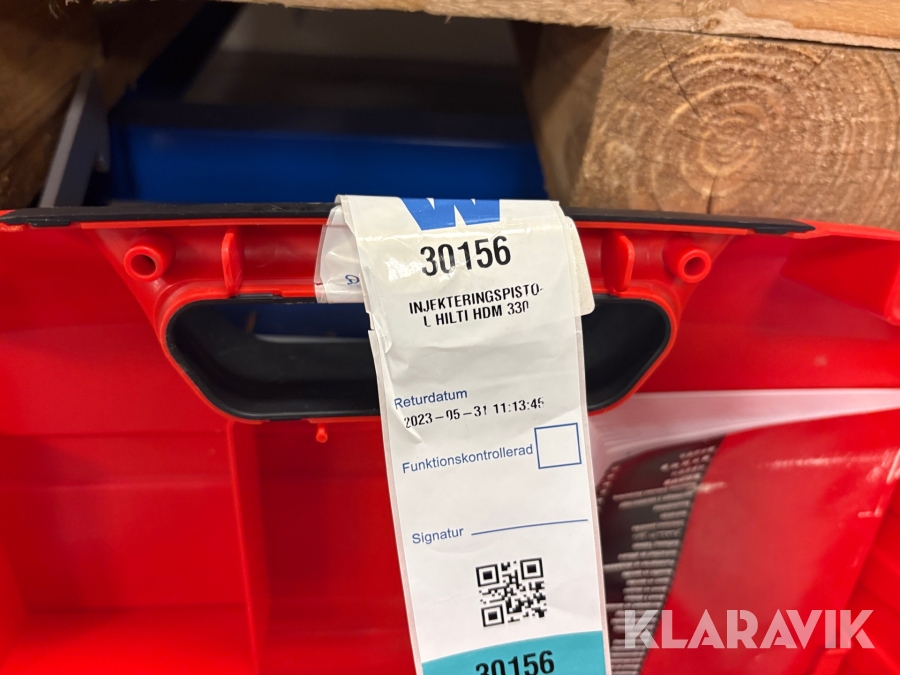 W
30156
INJEKTERINGSPISTO-
L HILTI HDM 330
Returdatum
2023-05-31 11:13:45
Funktionskontrollerad
Signatur
30156
KLARAVIK